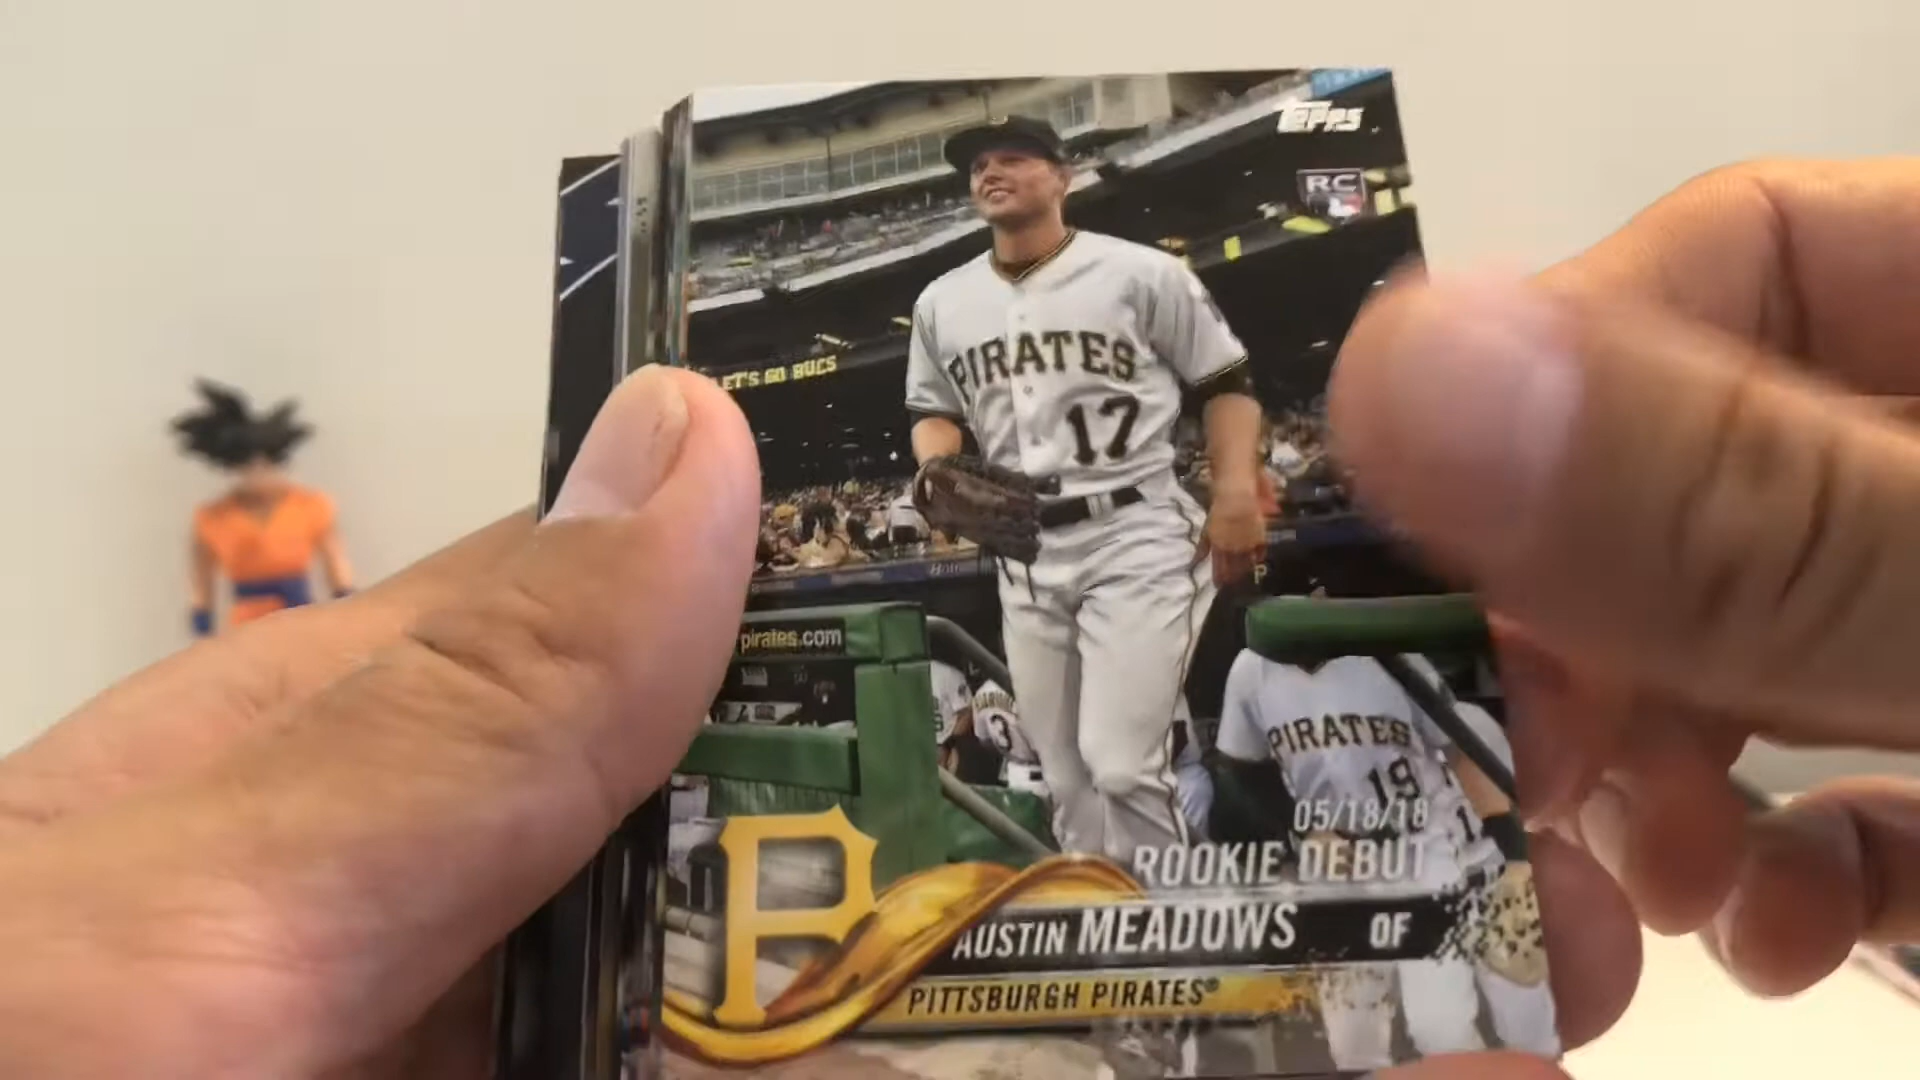 Topps
RC
LET'S GO BUCS
PIRATES
17
pirates.com
P
3
PIRATES
19
05/18/18
ROOKIE DEBUT
AUSTIN MEADOWS OF
PITTSBURGH PIRATES®